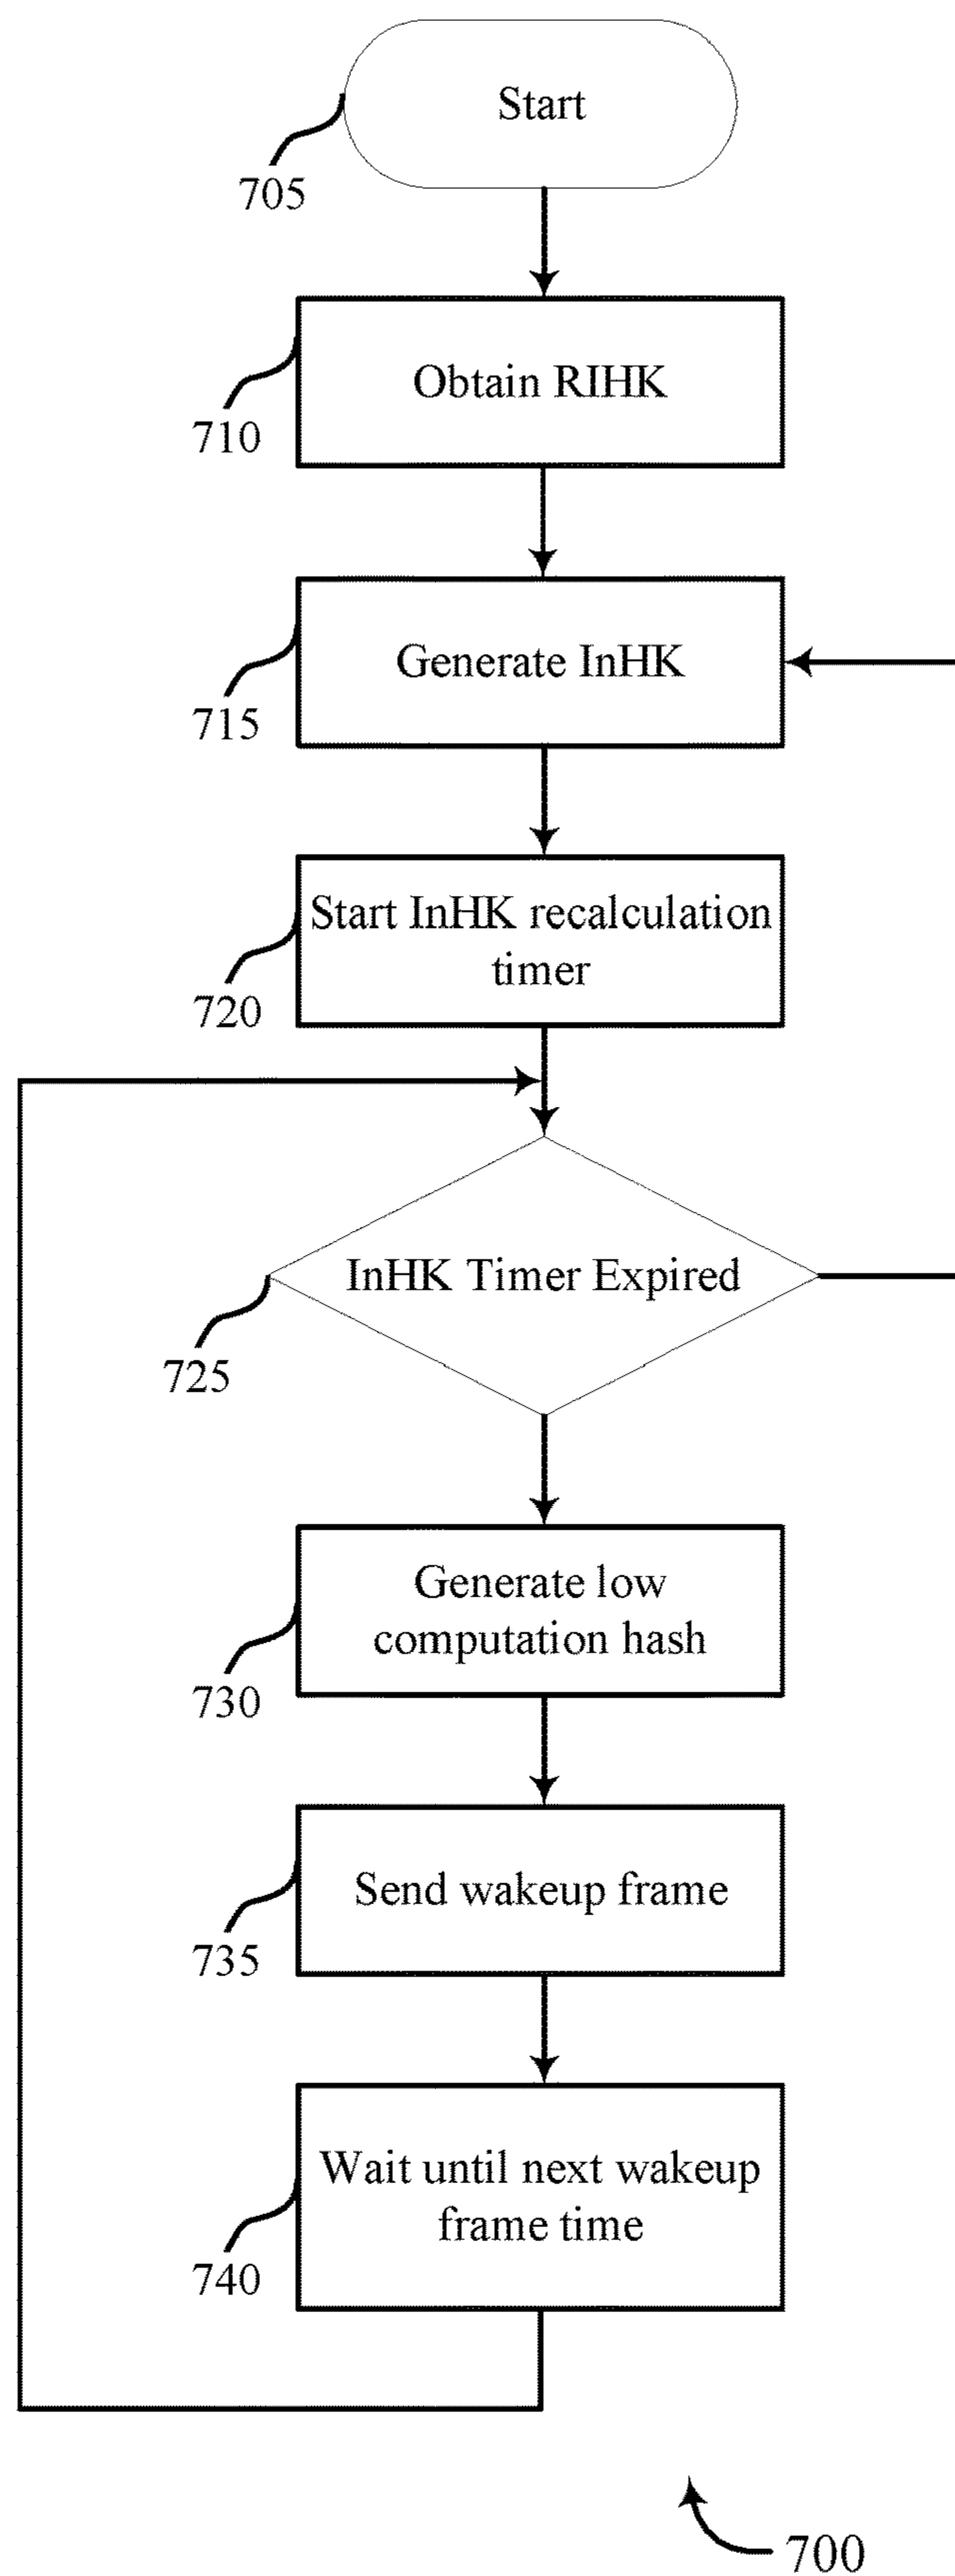 Start
705
Obtain RIHK
710
Generate InHK
715
Start InHK recalculation
timer
720
InHK Timer Expired
725
Generate low
computation hash
730
Send wakeup frame
735
Wait until next wakeup
frame time
740
700